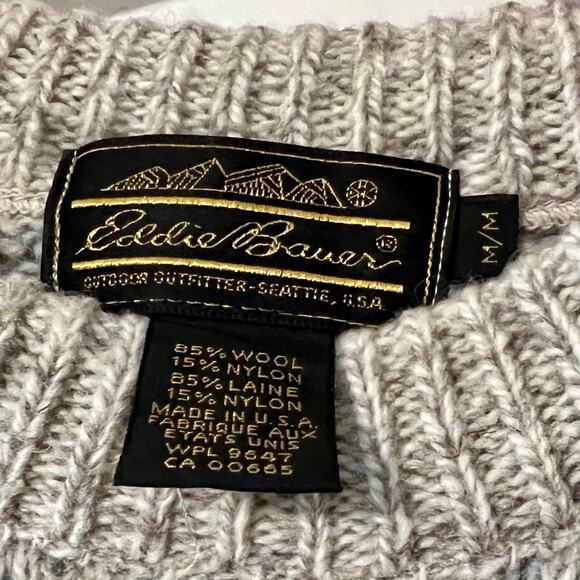 Eddie Bauer ®
OUTDOOR OUTFITTER-SEATTLE, U.S.A.
M/M
85% WOOL
15% NYLON
85% LAINE
15% NYLON
MADE IN U.S.A.
FABRIQUE AUX
ETATS UNIS
WPL 9647
CA 00665